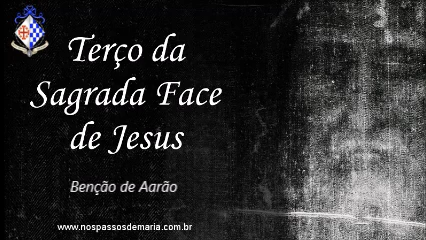 Terço da
Sagrada Face
de Jesus
Benção de Aarão
www.nospassosdemaria.com.br